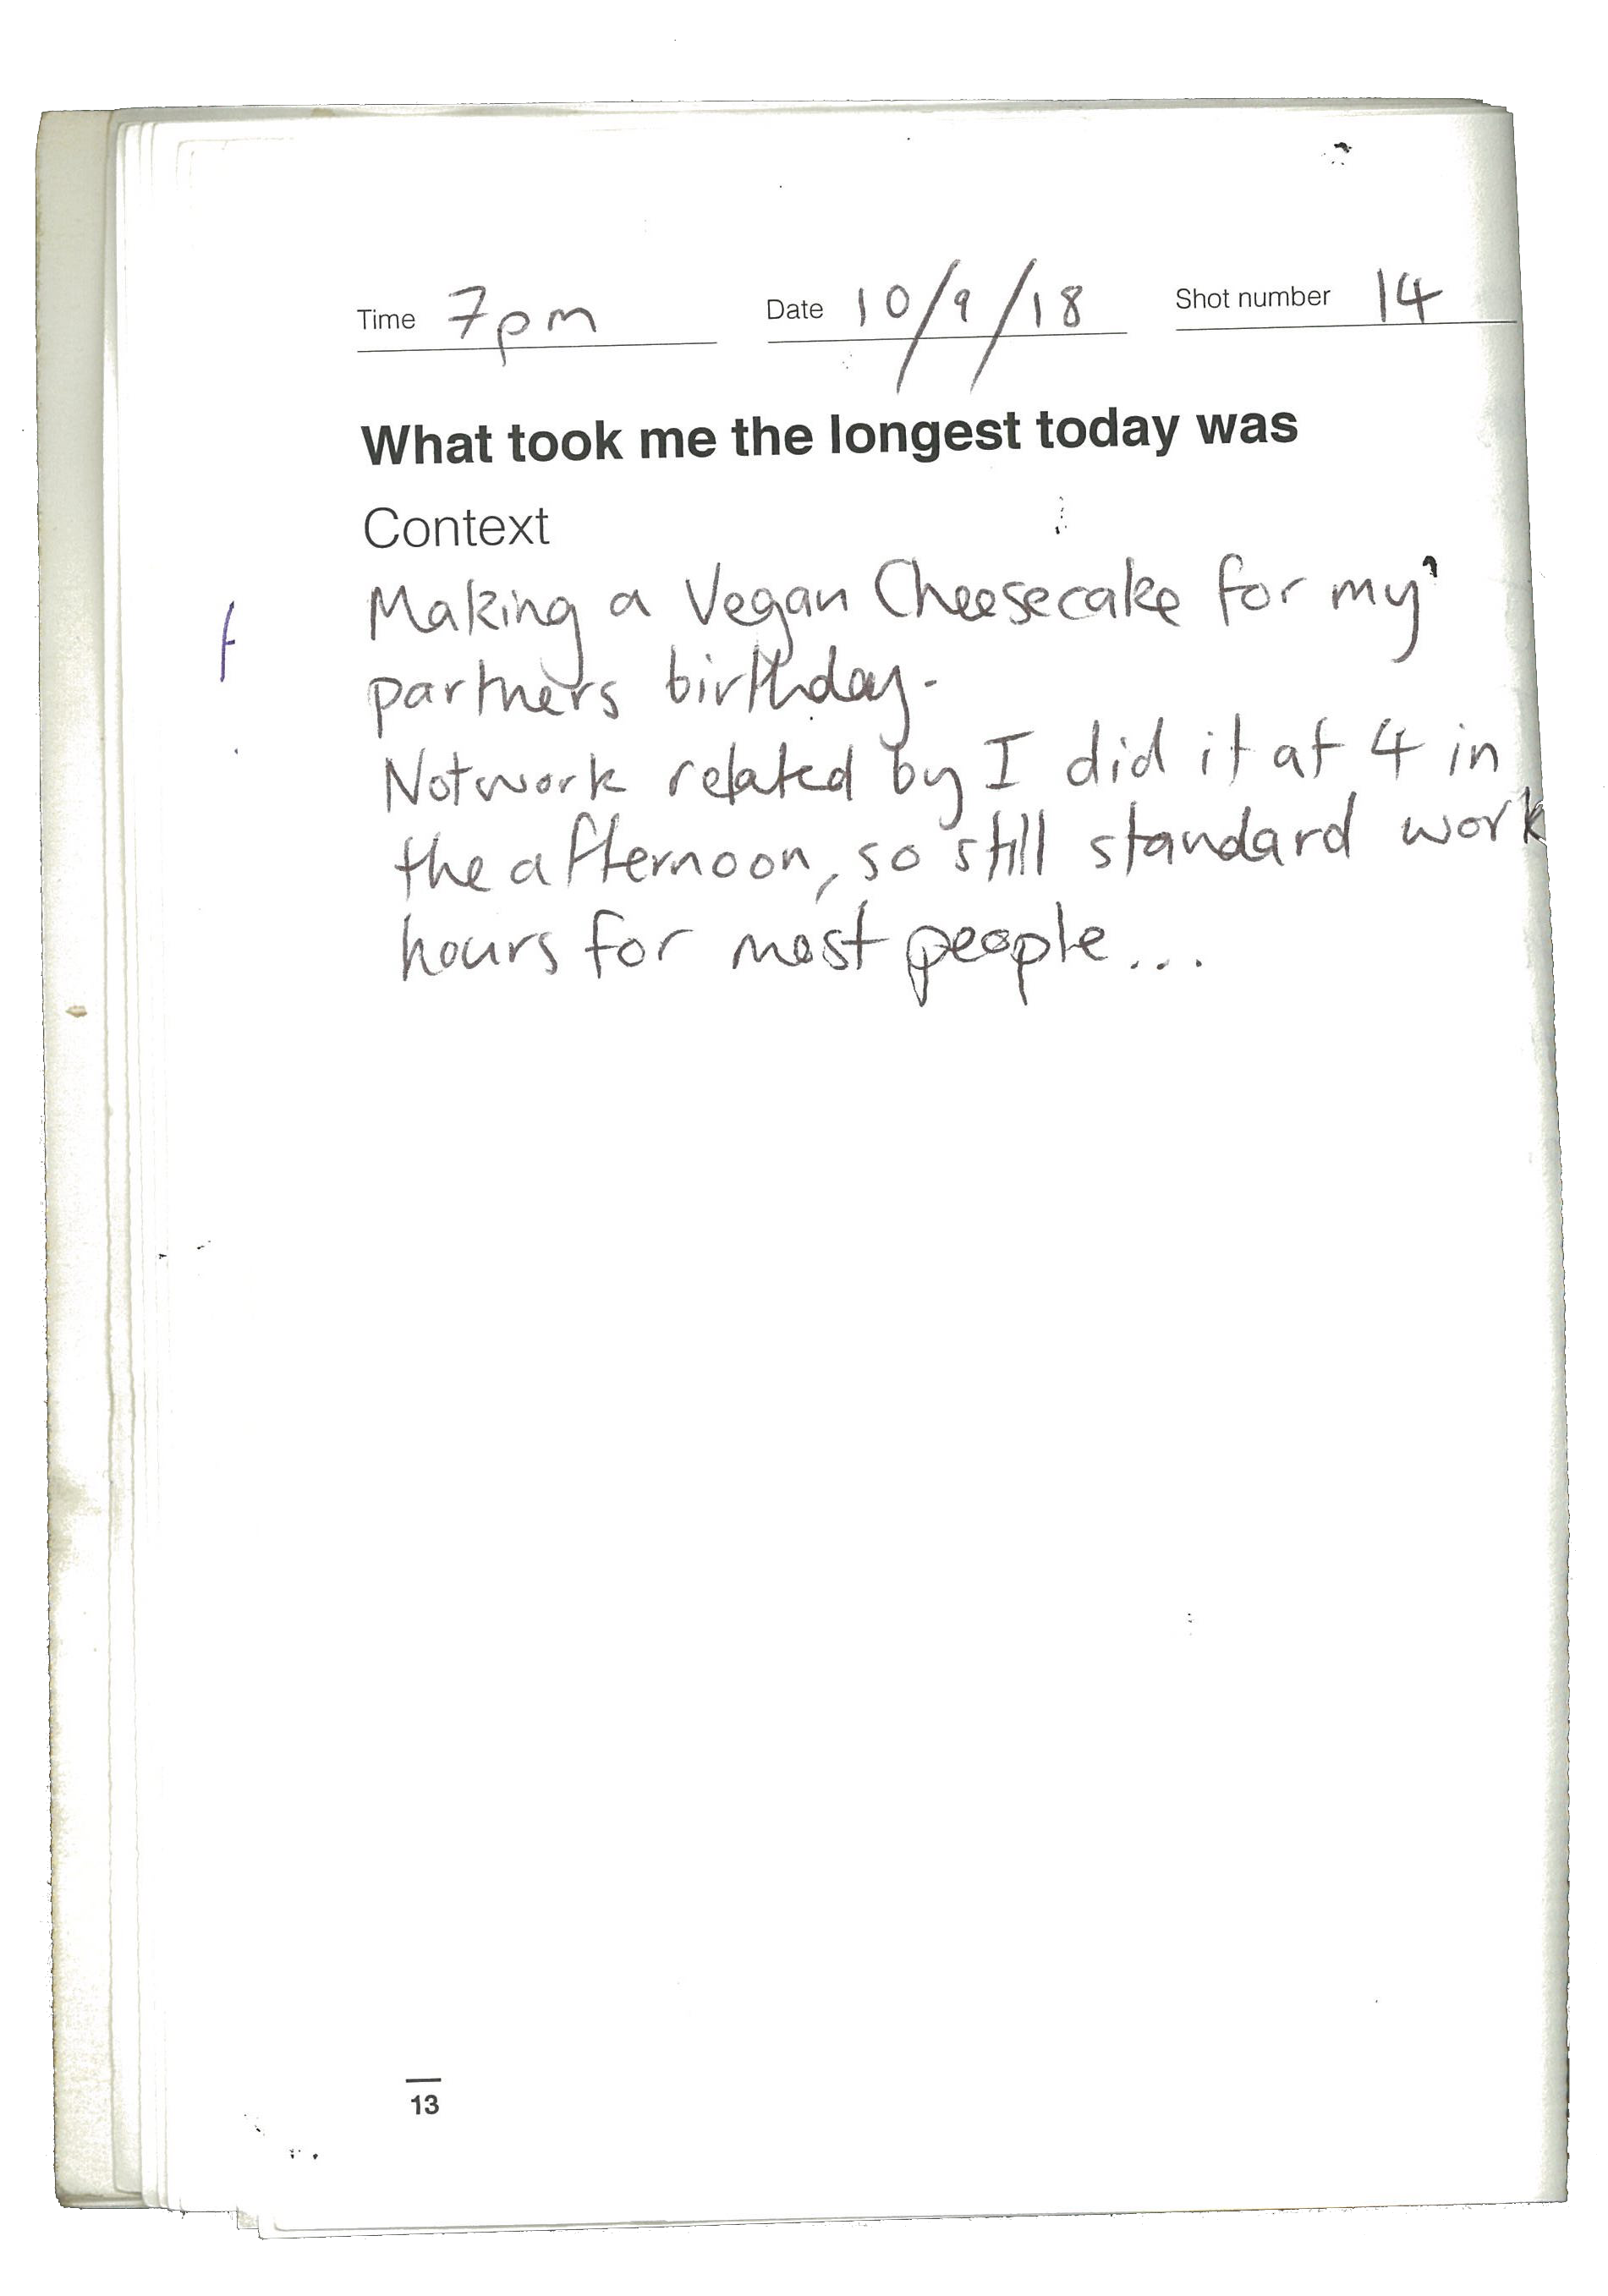 Time 7pm Date 10/9/18 Shot number 14
What took me the longest today was
Context
Making a Vegan Cheesecake for my
partners birthday.
Not work related by I did it at 4 in
the afternoon, so still standard work
hours for most people...
13